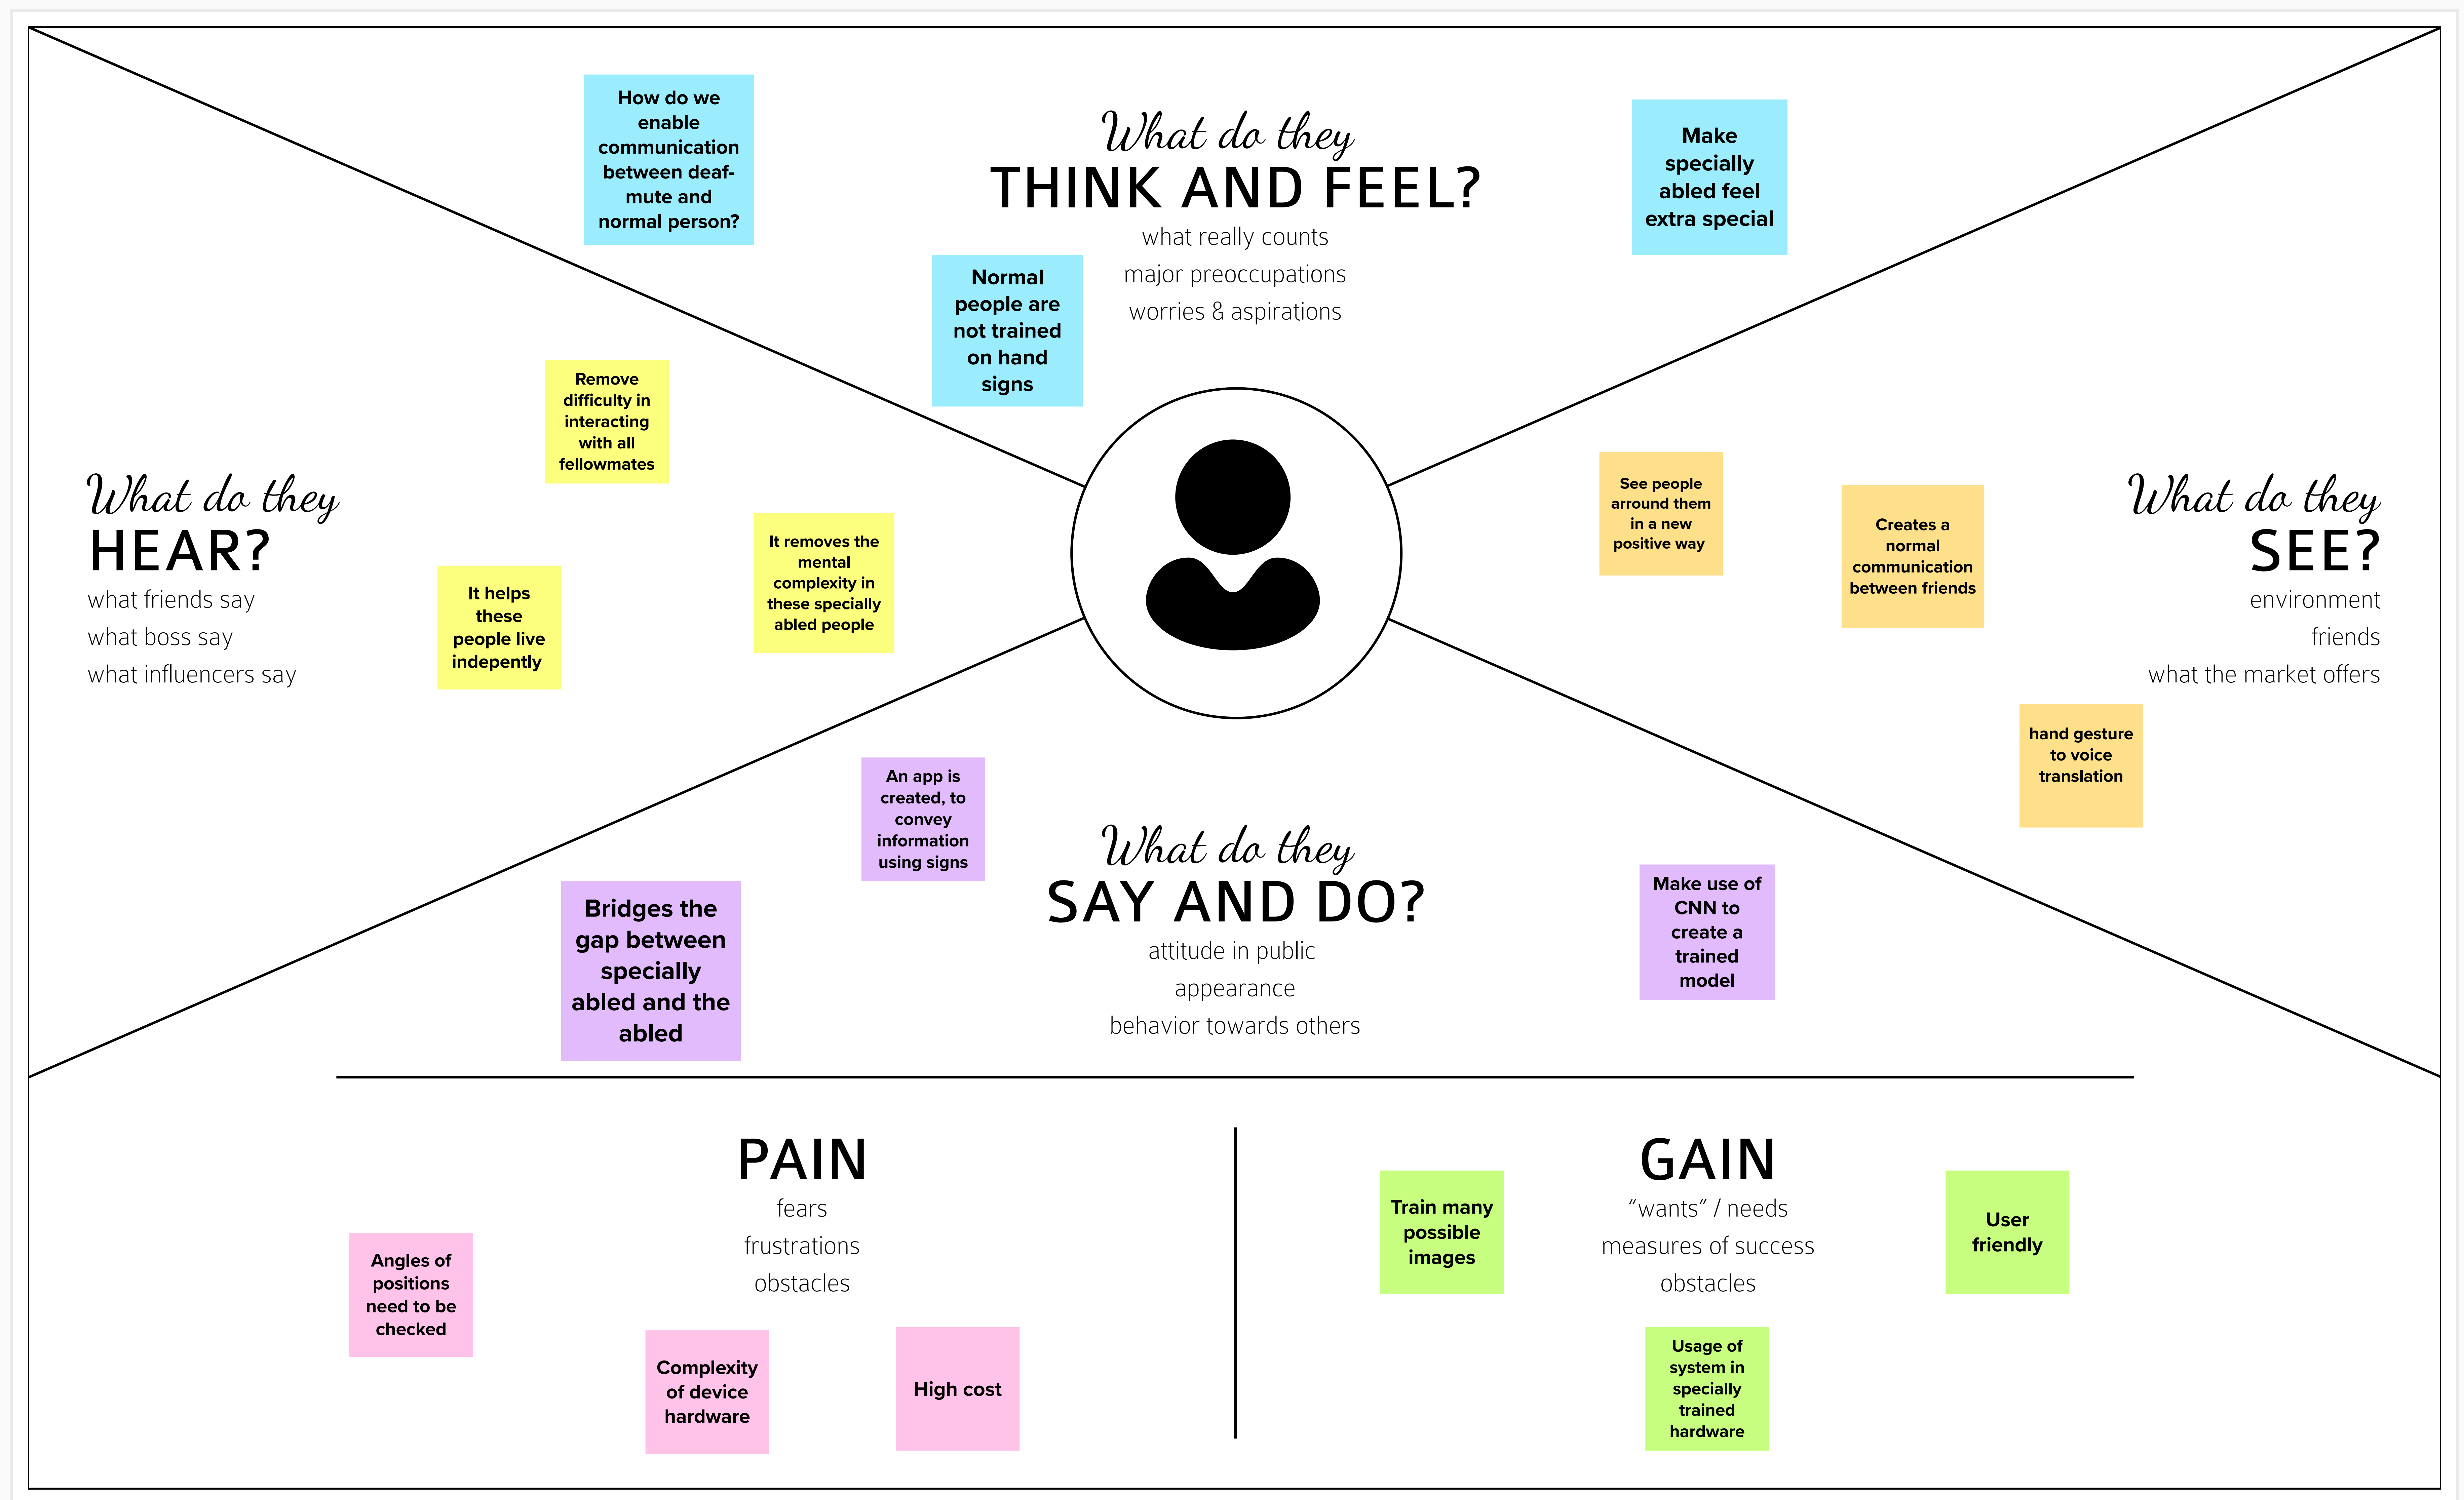 How do we
enable
communication
between deaf-
mute and
normal person?
What do they
THINK AND FEEL?
what really counts
major preoccupations
worries & aspirations
Make
specially
abled feel
extra special
Normal
people are
not trained
on hand
signs
Remove
difficulty in
interacting
with all
fellowmates
What do they
HEAR?
what friends say
what boss say
what influencers say
It helps
these
people live
indepently
It removes the
mental
complexity in
these specially
abled people
See people
arround them
in a new
positive way
Creates a
normal
communication
between friends
What do they
SEE?
environment
friends
what the market offers
hand gesture
to voice
translation
An app is
created, to
convey
information
using signs
Bridges the
gap between
specially
abled and the
abled
What do they
SAY AND DO?
attitude in public
appearance
behavior towards others
Make use of
CNN to
create a
trained
model
PAIN
fears
frustrations
obstacles
Angles of
positions
need to be
checked
Complexity
of device
hardware
High cost
GAIN
“wants” / needs
measures of success
obstacles
Train many
possible
images
User
friendly
Usage of
system in
specially
trained
hardware